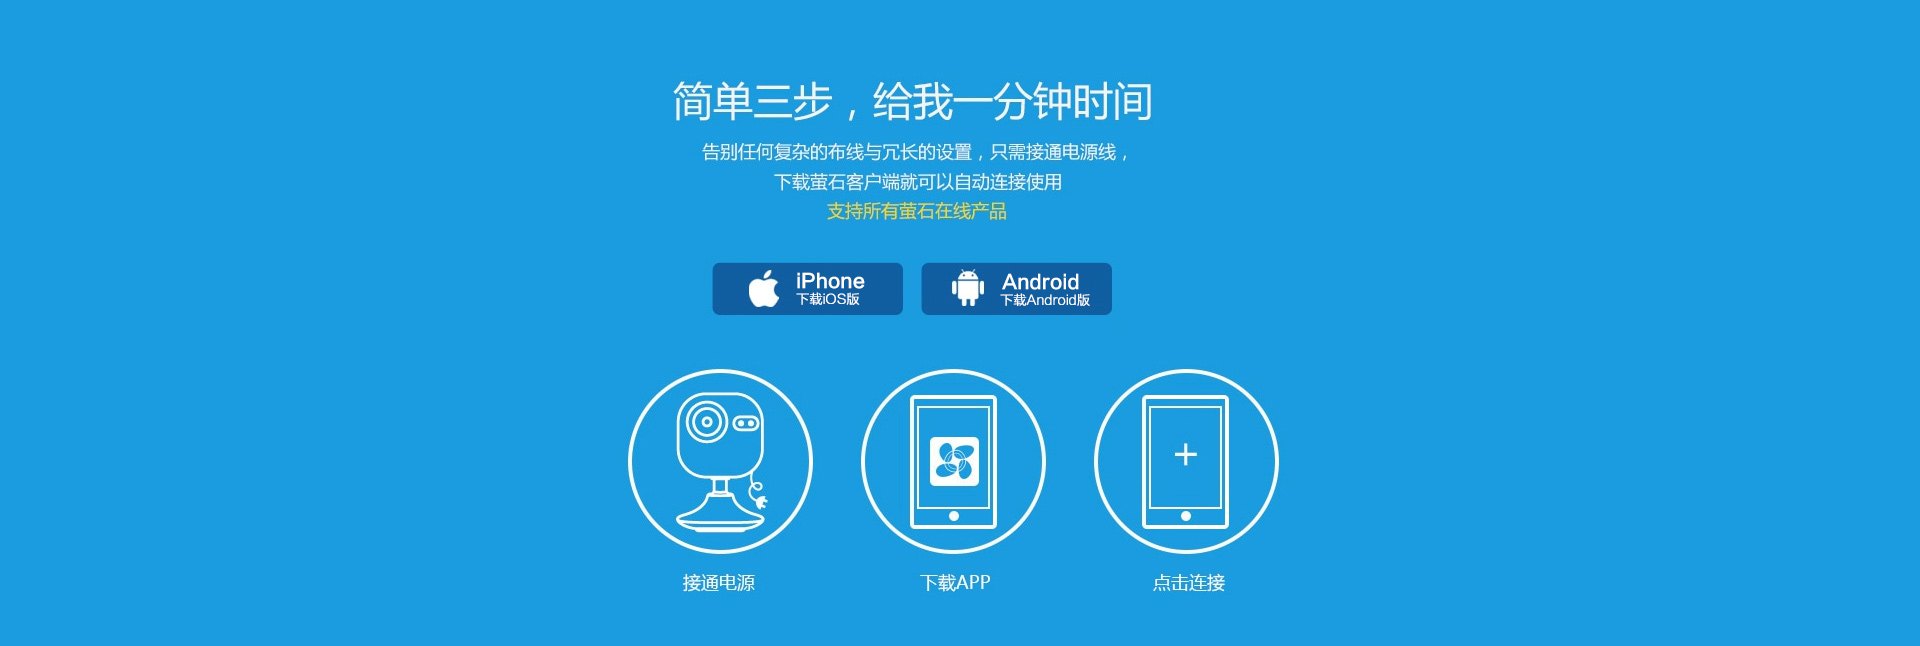 简单三步，给我一分钟时间
告别任何复杂的布线与冗长的设置，只需接通电源线，
下载萤石客户端就可以自动连接使用
支持所有萤石在线产品
iPhone
下载iOS版
Android
下载Android版
接通电源
下载APP
点击连接